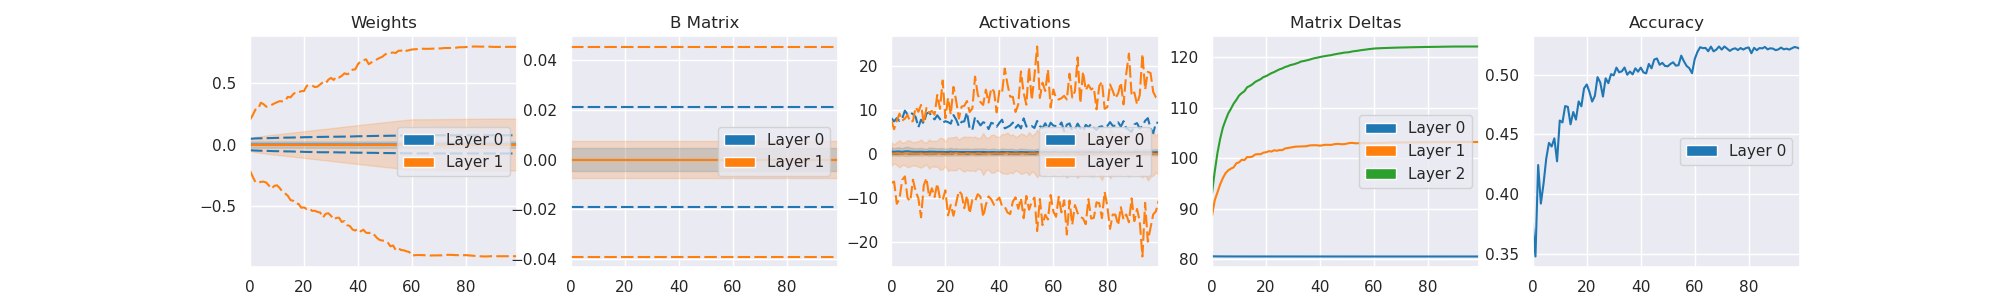 Weights
0.5
0.0
−0.5
0 20 40 60 80
Layer 0
Layer 1
B Matrix
0.04
0.02
0.00
−0.02
−0.04
0 20 40 60 80
Layer 0
Layer 1
Activations
20
10
0
−10
−20
0 20 40 60 80
Layer 0
Layer 1
Matrix Deltas
120
110
100
90
80
0 20 40 60 80
Layer 0
Layer 1
Layer 2
Accuracy
0.50
0.45
0.40
0.35
0 20 40 60 80
Layer 0